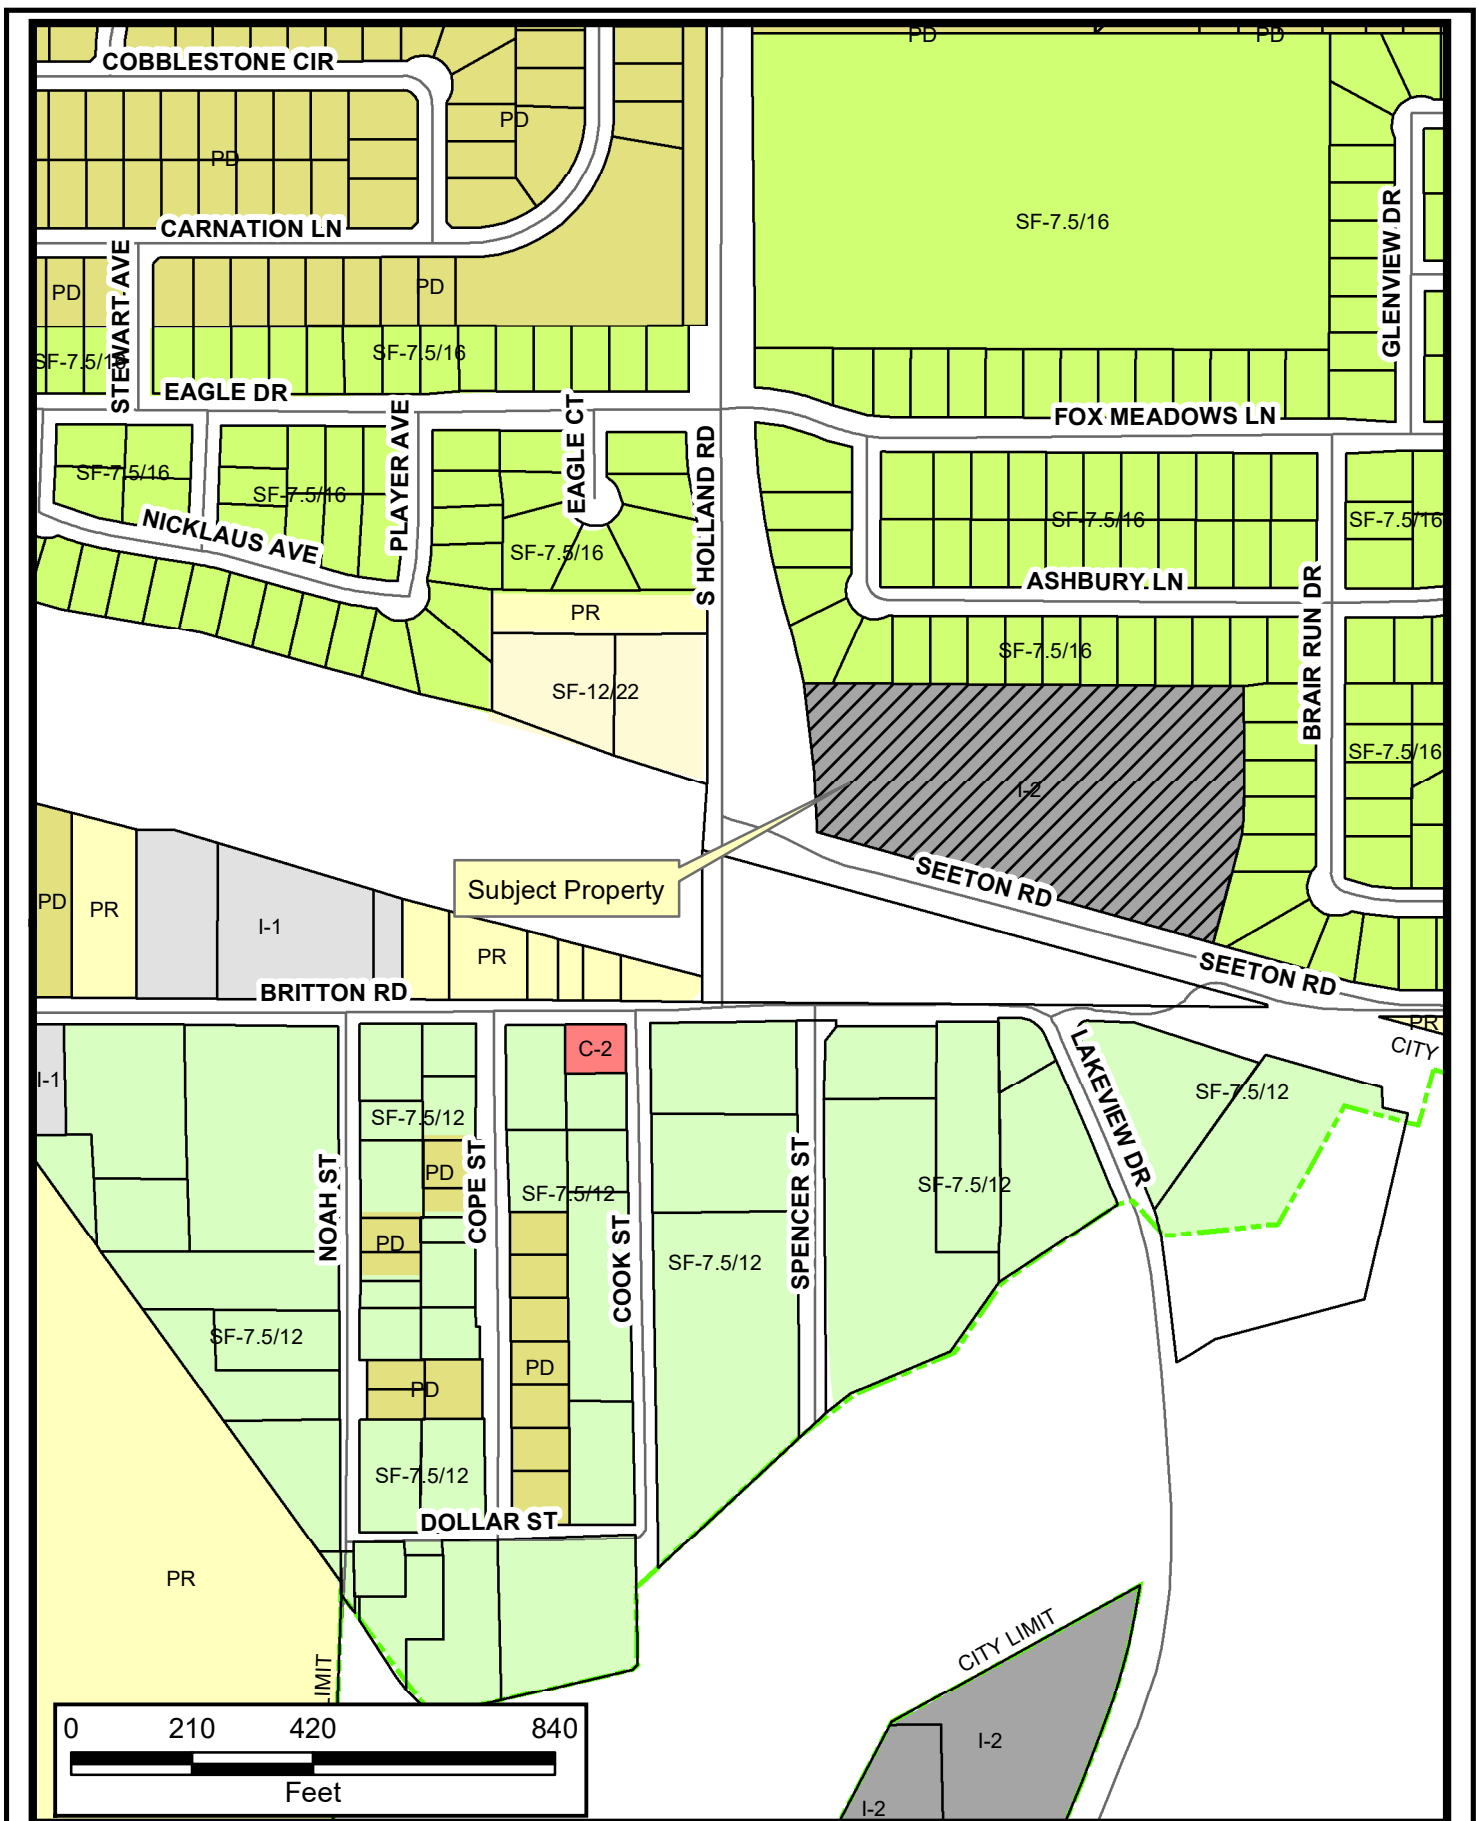 PD
PD
COBBLESTONE CIR
PD
PD
CARNATION LN
SF-7.5/16
GLENVIEW DR
STEWART AVE
PD
PD
SF-7.5/16
SF-7.5/16
EAGLE DR
PLAYER AVE
EAGLE CT
S HOLLAND RD
FOX MEADOWS LN
SF-7.5/16
SF-7.5/16
SF-7.5/16
SF-7.5/16
NICKLAUS AVE
SF-7.5/16
ASHBURY LN
BRAIR RUN DR
PR
SF-7.5/16
SF-12/22
SF-7.5/16
I-2
Subject Property
SEETON RD
PD
PR
I-1
PR
SEETON RD
BRITTON RD
PR
CITY
C-2
I-1
LAKEVIEW DR
SF-7.5/12
SF-7.5/12
NOAH ST
PD
COPE ST
SF-7.5/12
SPENCER ST
SF-7.5/12
PD
COOK ST
SF-7.5/12
SF-7.5/12
PD
PD
SF-7.5/12
DOLLAR ST
PR
CITY LIMIT
LIMIT
0 210 420 840
Feet
I-2
I-2